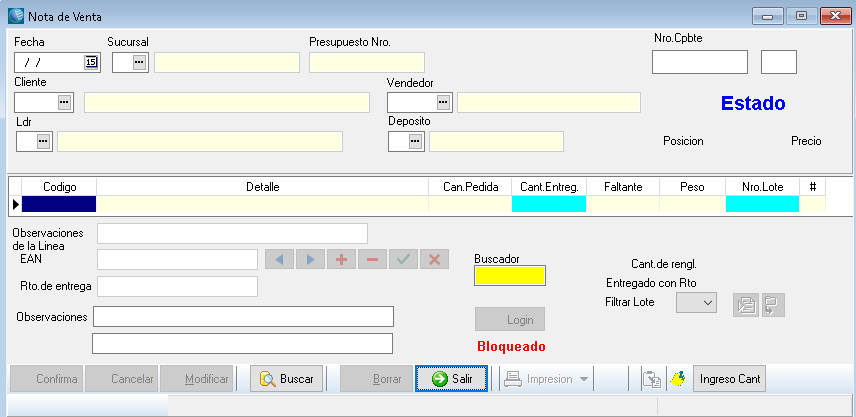 Nota de Venta
Fecha Sucursal Presupuesto Nro. Nro.Cpbte
/ / 15
Cliente Vendedor
Estado
Ldr Deposito
Posicion Precio
Codigo Detalle Can.Pedida Cant.Entreg. Faltante Peso Nro.Lote #
Observaciones
de la Linea
EAN
Buscador
Cant.de rengl.
Rto.de entrega
Entregado con Rto
Filtrar Lote
Observaciones
Login
Bloqueado
Confirma Cancelar Modificar Buscar Borrar Salir Impresion Ingreso Cant